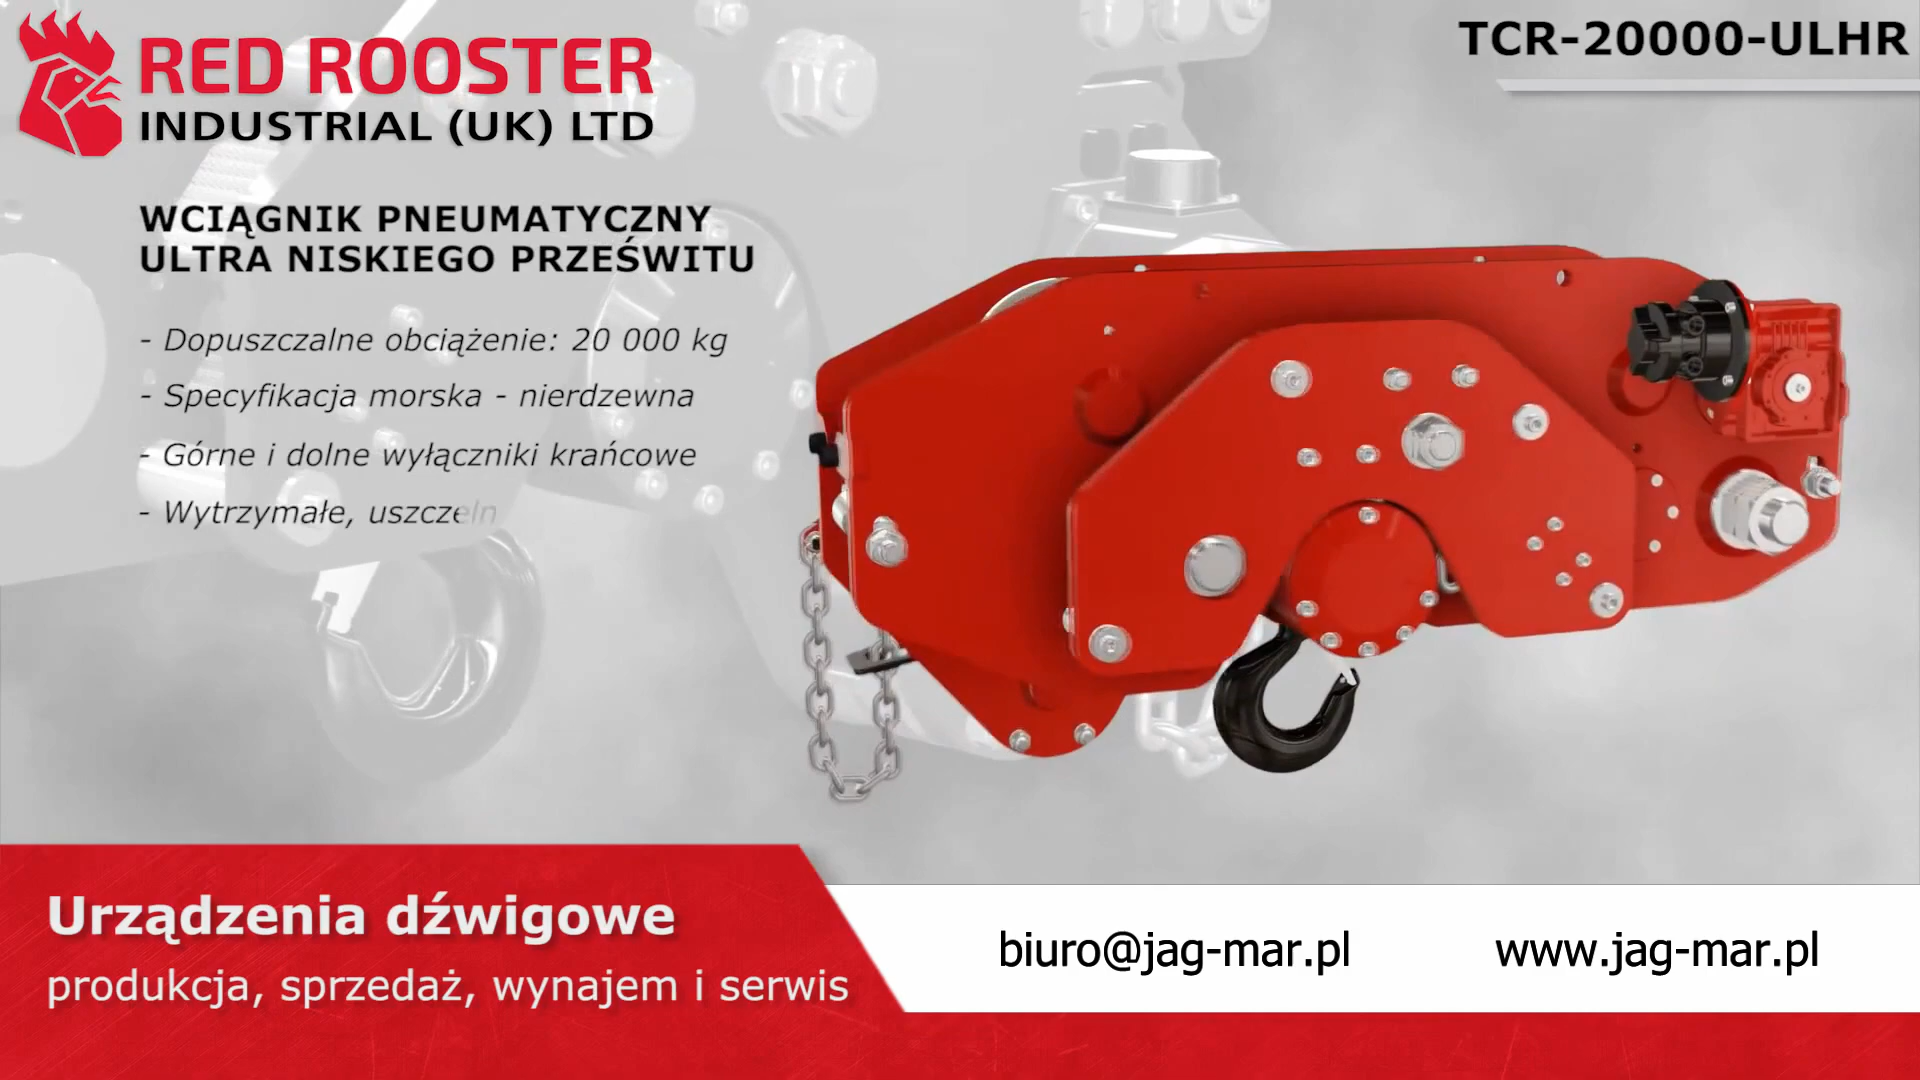 RED ROOSTER
INDUSTRIAL (UK) LTD
TCR-20000-ULHR
WCIĄGNIK PNEUMATYCZNY
ULTRA NISKIEGO PRZEŚWITU
- Dopuszczalne obciążenie: 20 000 kg
- Specyfikacja morska - nierdzewna
- Górne i dolne wyłączniki krańcowe
- Wytrzymałe, uszczeln
Urządzenia dźwigowe
produkcja, sprzedaż, wynajem i serwis
biuro@jag-mar.pl
www.jag-mar.pl